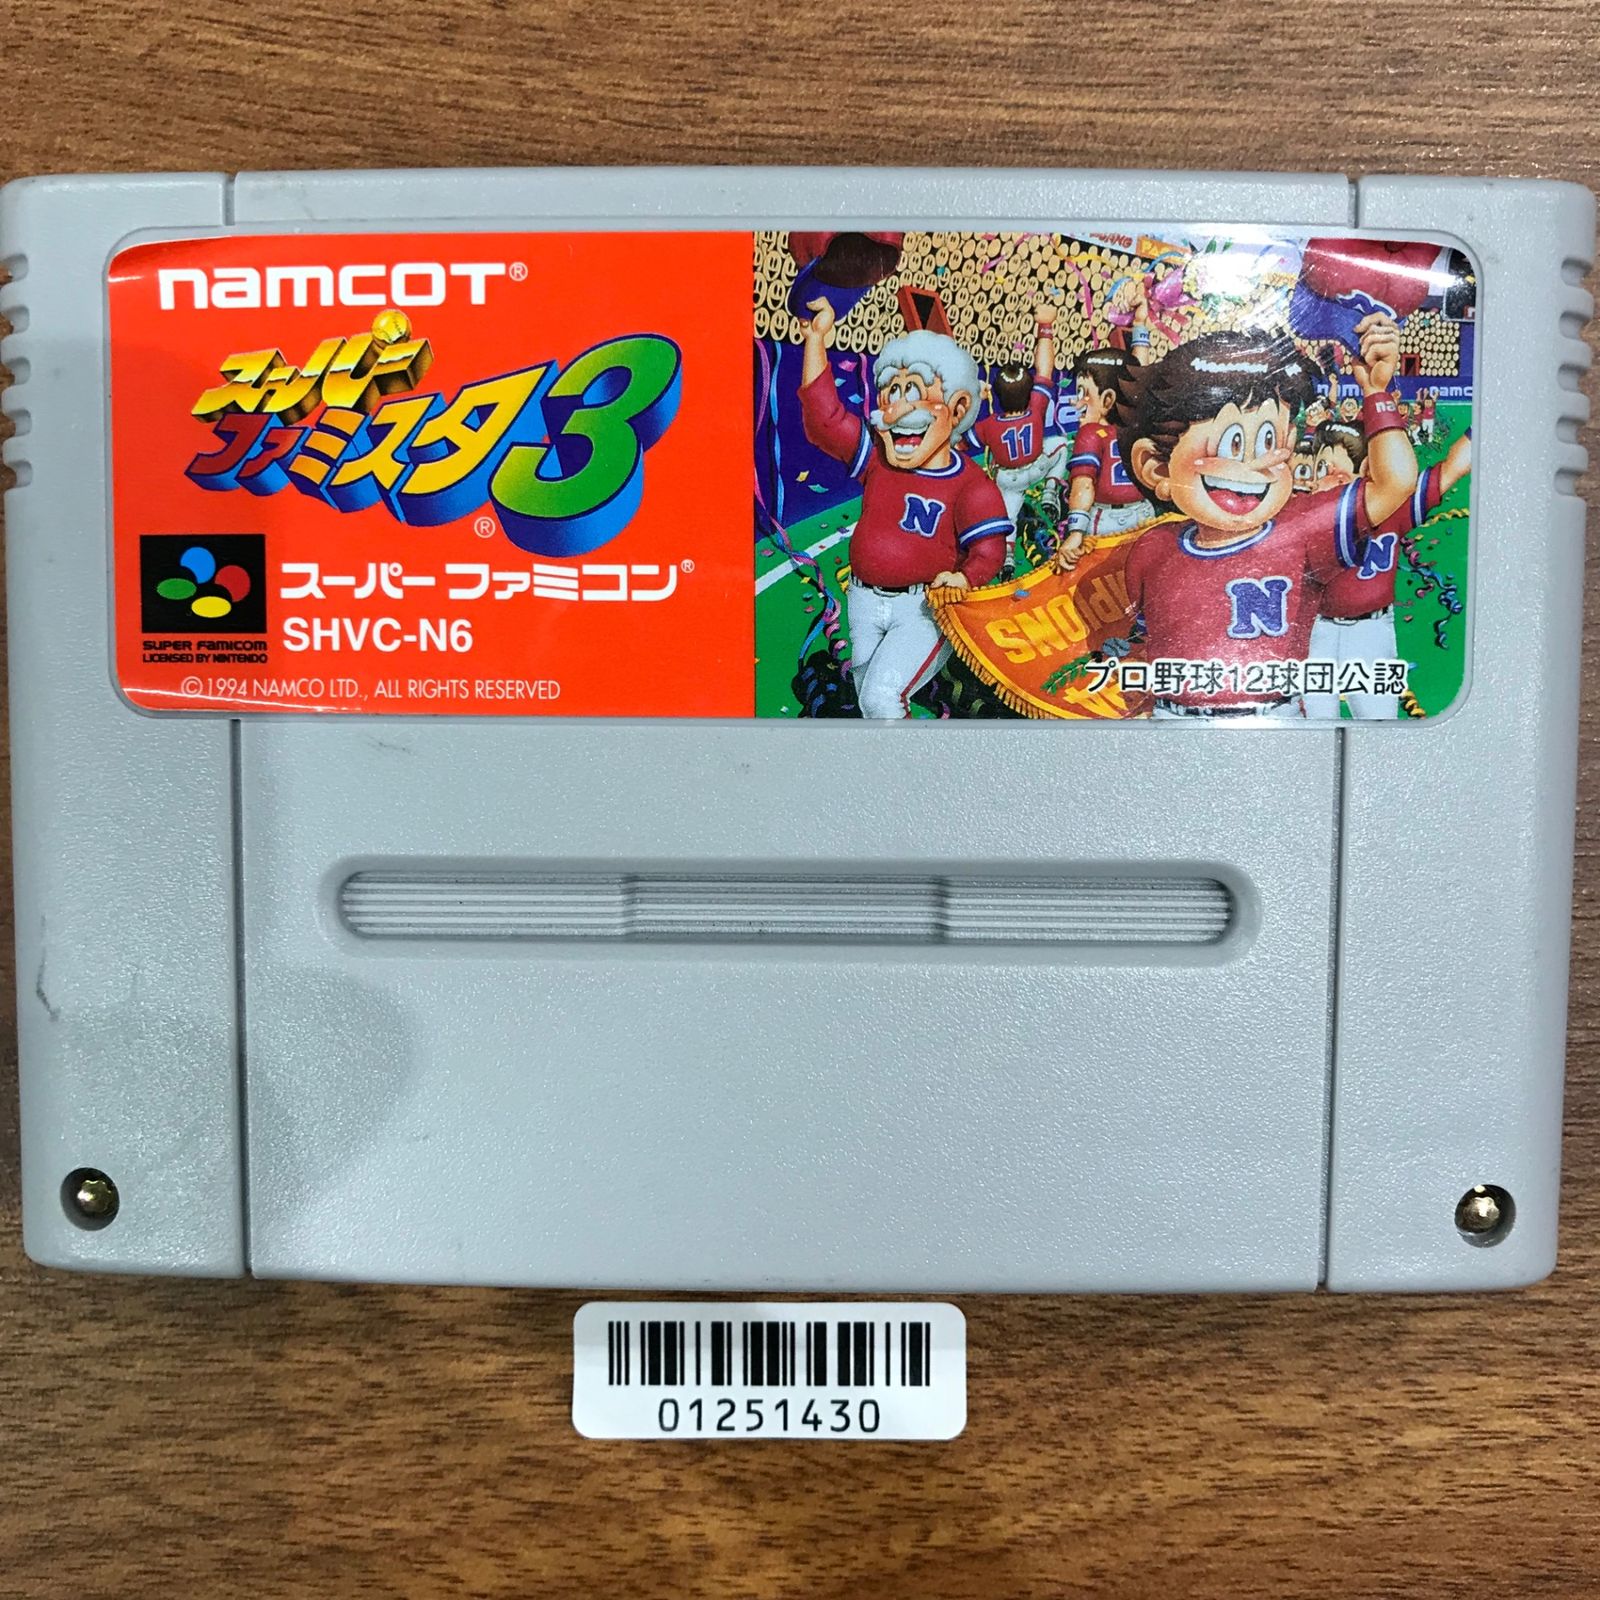 namcot®
スーパー
ファミスタ3
®
スーパーファミコン®
SHVC-N6
SUPER FAMICOM
LICENSED BY NINTENDO
© 1994 NAMCO LTD., ALL RIGHTS RESERVED
11
N
N
N
プロ野球12球団公認
01251430